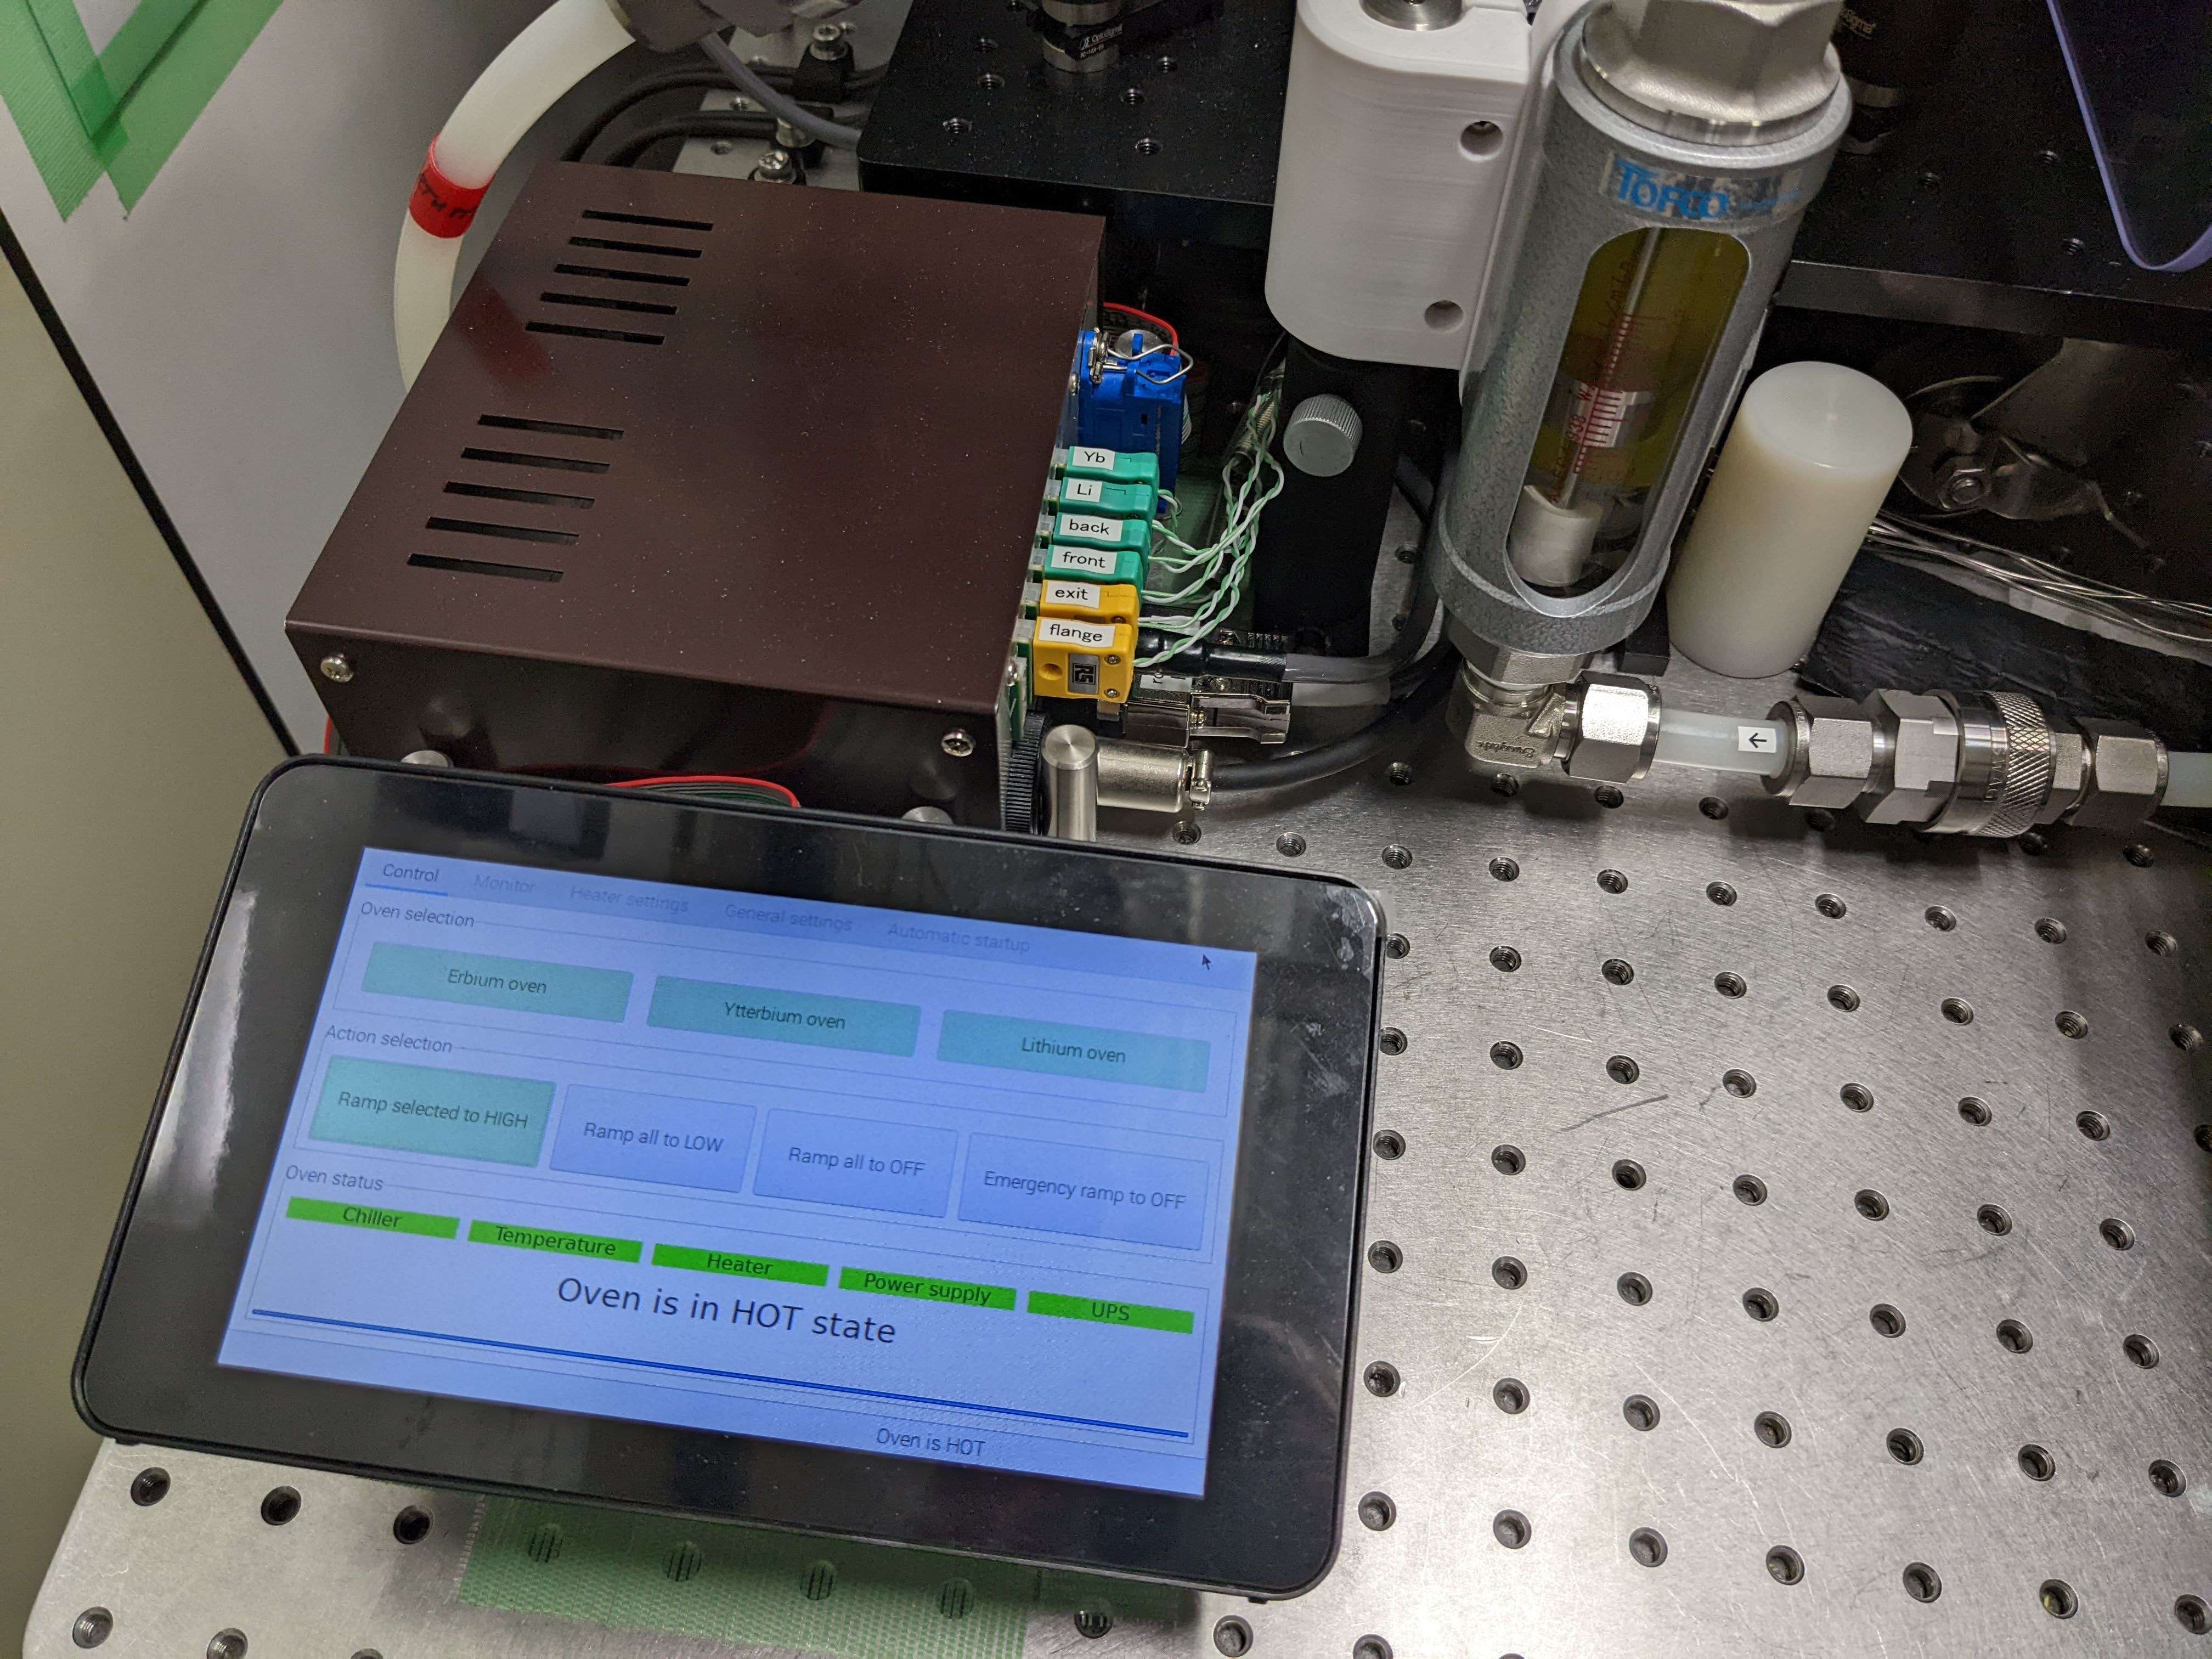 OptoSigma
TOFCO
Yb
Li
back
front
exit
flange
RS
←
Swagelok
Control Monitor Heater settings General settings Automatic startup
Oven selection
Erbium oven Ytterbium oven Lithium oven
Action selection
Ramp selected to HIGH Ramp all to LOW Ramp all to OFF Emergency ramp to OFF
Oven status
Chiller Temperature Heater Power supply UPS
Oven is in HOT state
Oven is HOT